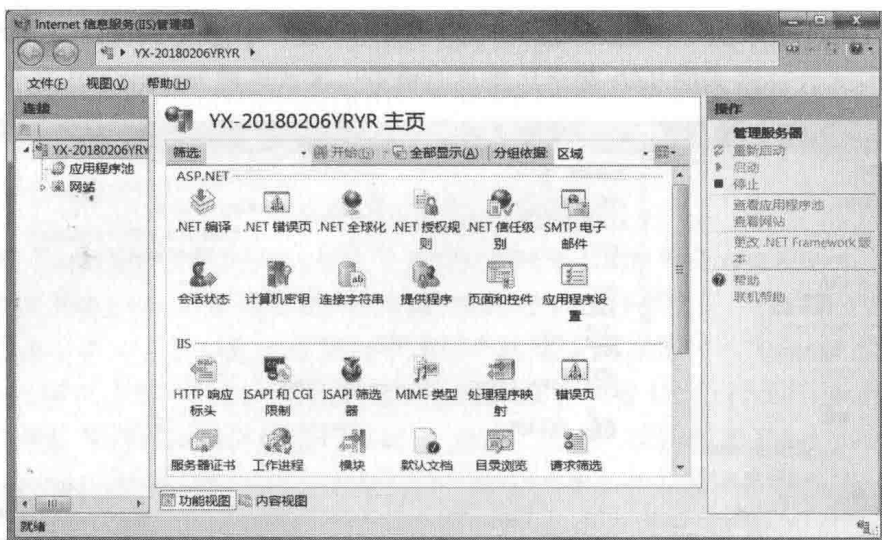 Internet 信息服务(IIS)管理器
YX-20180206YRYR
文件(F) 视图(V) 帮助(H)
连接
YX-20180206YRY
应用程序池
网站
YX-20180206YRYR 主页
筛选: 开始(G) 全部显示(A) 分组依据: 区域
ASP.NET
.NET 编译 .NET 错误页 .NET 全球化 .NET 授权规则 .NET 信任级别 SMTP 电子邮件
会话状态 计算机密钥 连接字符串 提供程序 页面和控件 应用程序设置
IIS
HTTP 响应标头 ISAPI 和 CGI 限制 ISAPI 筛选器 MIME 类型 处理程序映射 错误页
服务器证书 工作进程 模块 默认文档 目录浏览 请求筛选
功能视图 内容视图
就绪
操作
管理服务器
重新启动
启动
停止
查看应用程序池
查看网站
更改 .NET Framework 版
本
帮助
联机帮助